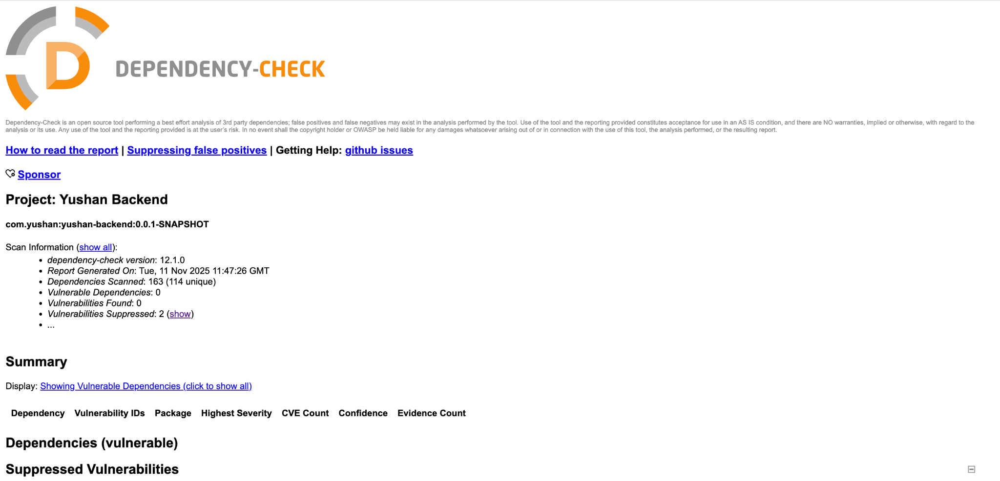 D
DEPENDENCY-CHECK
Dependency-Check is an open source tool performing a best effort analysis of 3rd party dependencies; false positives and false negatives may exist in the analysis performed by the tool. Use of the tool and the reporting provided constitutes acceptance for use in an AS IS condition, and there are NO warranties, implied or otherwise, with regard to the
analysis or its use. Any use of the tool and the reporting provided is at the user's risk. In no event shall the copyright holder or OWASP be held liable for any damages whatsoever arising out of or in connection with the use of this tool, the analysis performed, or the resulting report.
How to read the report | Suppressing false positives | Getting Help: github issues
Sponsor
Project: Yushan Backend
com.yushan:yushan-backend:0.0.1-SNAPSHOT
Scan Information (show all):
• dependency-check version: 12.1.0
• Report Generated On: Tue, 11 Nov 2025 11:47:26 GMT
• Dependencies Scanned: 163 (114 unique)
• Vulnerable Dependencies: 0
• Vulnerabilities Found: 0
• Vulnerabilities Suppressed: 2 (show)
• ...
Summary
Display: Showing Vulnerable Dependencies (click to show all)
Dependency Vulnerability IDs Package Highest Severity CVE Count Confidence Evidence Count
Dependencies (vulnerable)
Suppressed Vulnerabilities